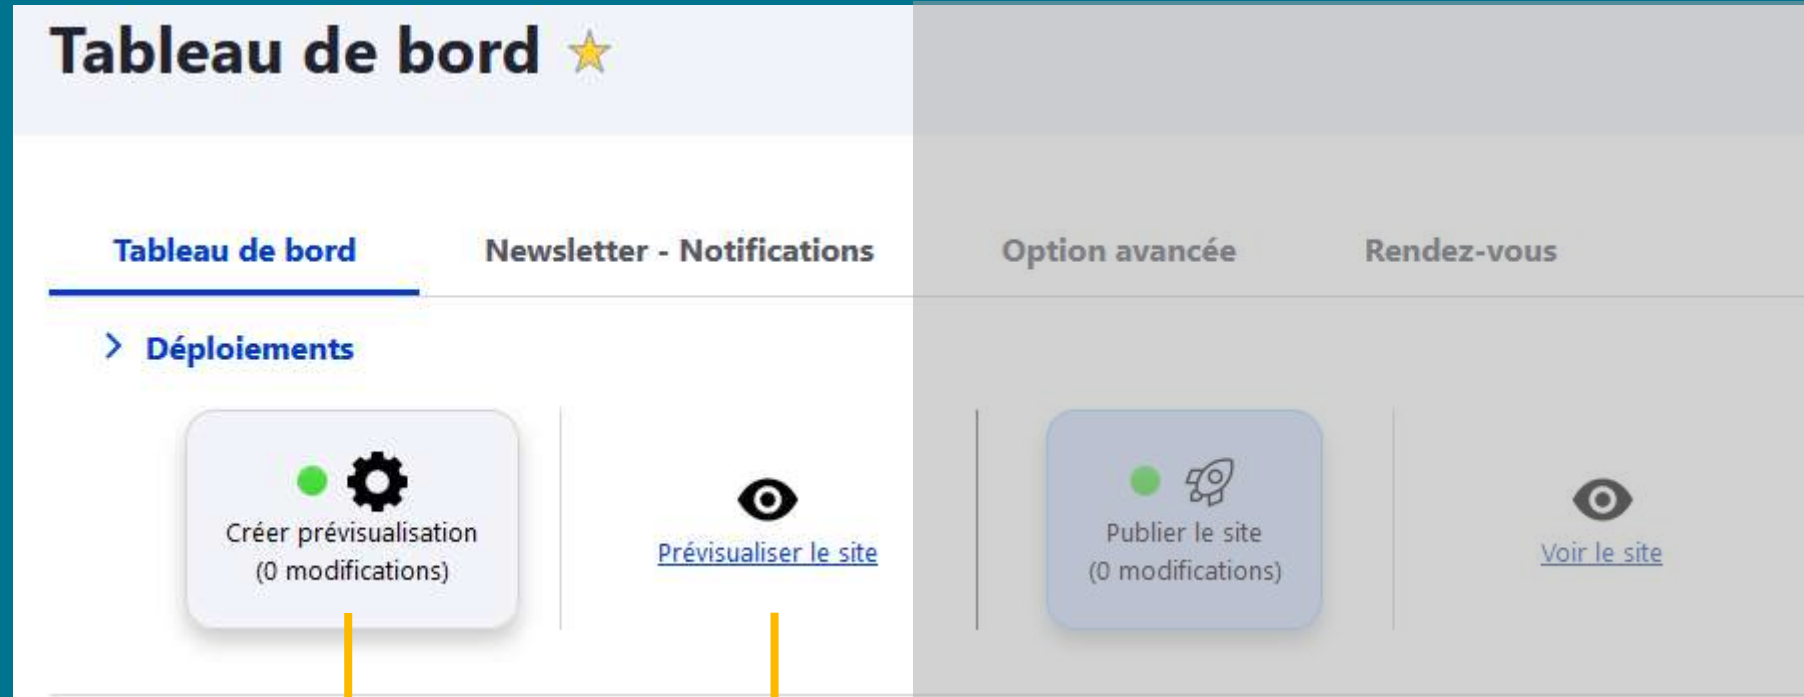 Tableau de bord
Tableau de bord
Newsletter - Notifications
Option avancée
Rendez-vous
Déploiements
Créer prévisualisation
(0 modifications)
Prévisualiser le site
Publier le site
(0 modifications)
Voir le site